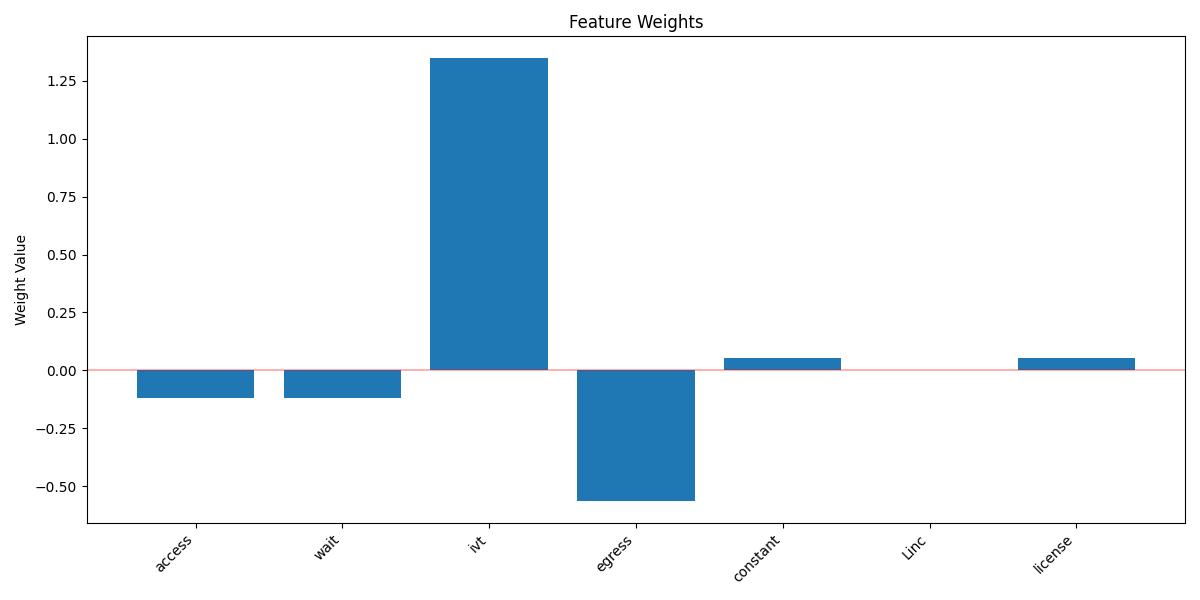 Feature Weights
Weight Value
1.25
1.00
0.75
0.50
0.25
0.00
−0.25
−0.50
access
wait
ivt
egress
constant
Linc
license